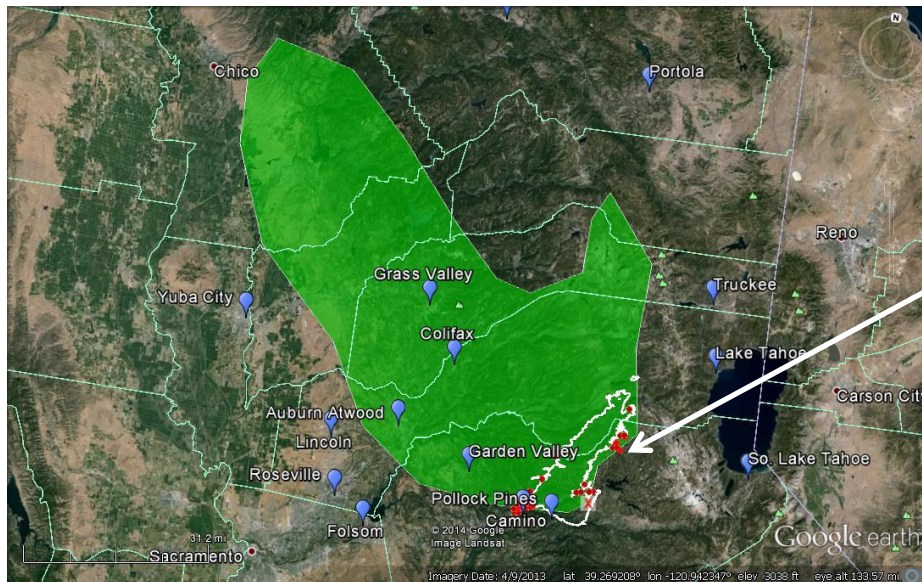 N
Chico
Portola
Reno
Grass Valley
Truckee
Yuba City
Colifax
Lake Tahoe
Carson City
Auburn Atwood
Lincoln
Garden Valley
So. Lake Tahoe
Roseville
Pollock Pines
Folsom
Camino
© 2014 Google
Image Landsat
Google earth
31.2 mi
Sacramento
Imagery Date: 4/9/2013 lat 39.269208° lon -120.942347° elev 3038 ft eye alt 133.57 mi